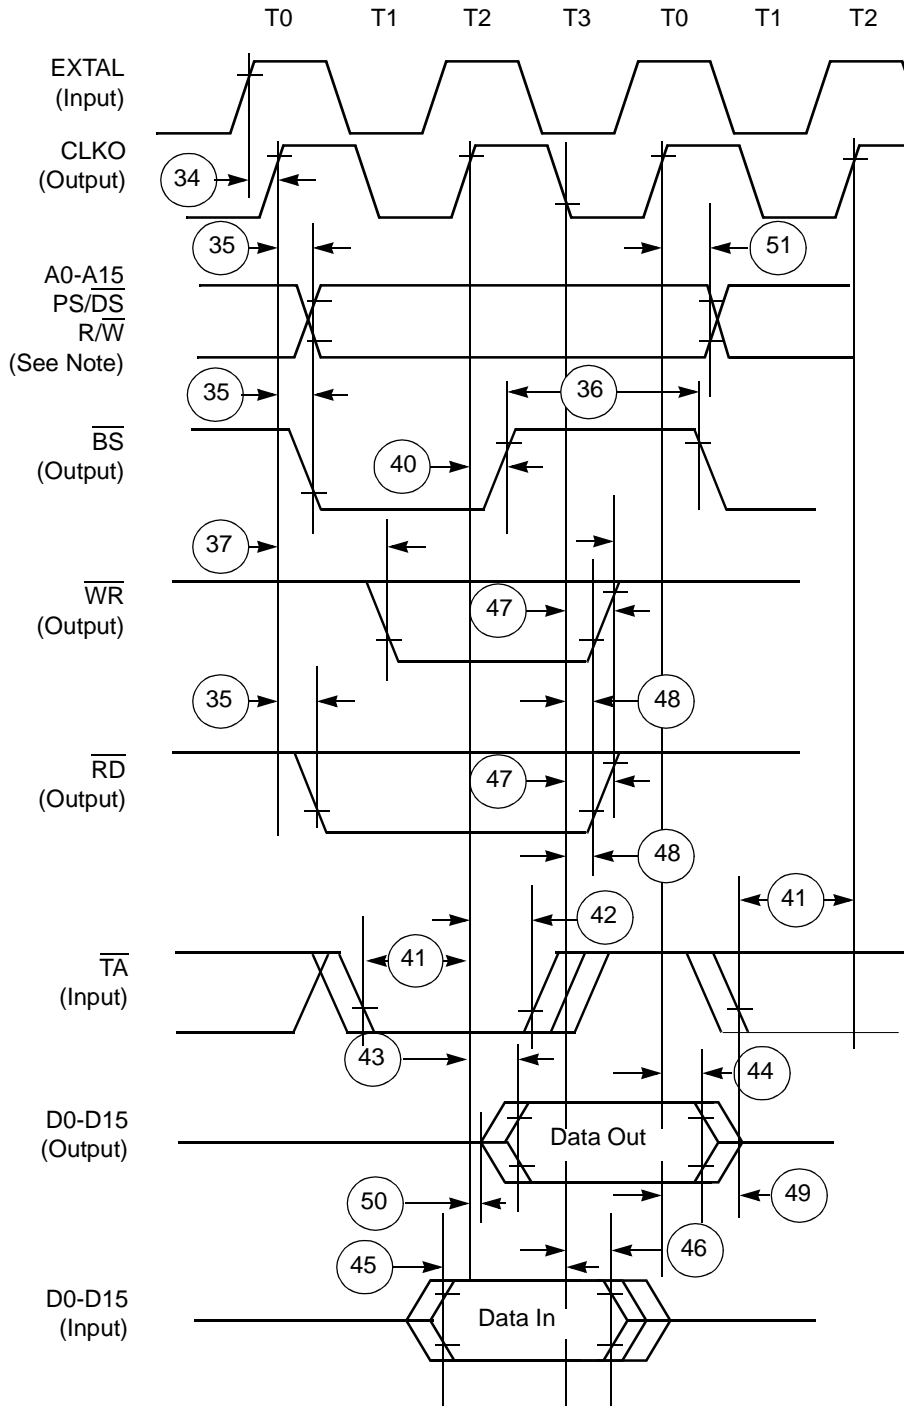 T0 T1 T2 T3 T0 T1 T2
EXTAL
(Input)
CLKO
(Output)
34
35
51
A0-A15
PS/DS
R/W
(See Note)
35
36
BS
(Output)
40
37
WR
(Output)
47
35
48
RD
(Output)
47
48
41
42
TA
(Input)
41
43
44
D0-D15
(Output)
Data Out
50
49
45
46
D0-D15
(Input)
Data In